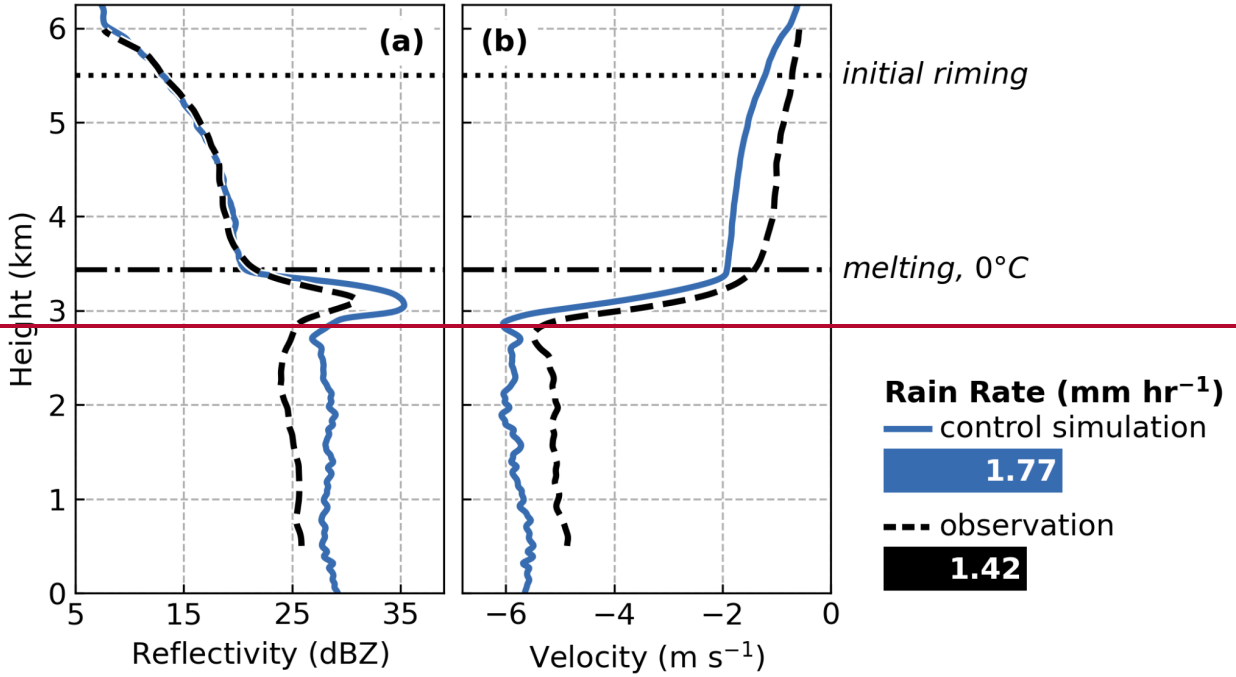 6
5
4
3
2
1
0
Height (km)
(a)
5
15
25
35
Reflectivity (dBZ)
(b)
−6
−4
−2
0
Velocity (m s⁻¹)
initial riming
melting, 0°C
Rain Rate (mm hr⁻¹)
control simulation
1.77
observation
1.42